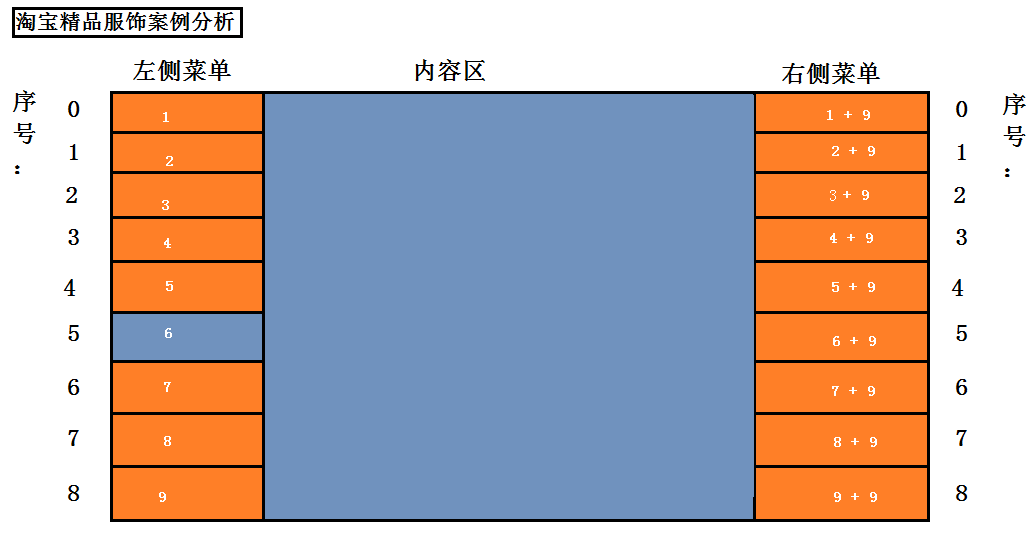 淘宝精品服饰案例分析
左侧菜单 内容区 右侧菜单
序号： 序号：
0 1 1 + 9 0
1 2 2 + 9 1
2 3 3 + 9 2
3 4 4 + 9 3
4 5 5 + 9 4
5 6 6 + 9 5
6 7 7 + 9 6
7 8 8 + 9 7
8 9 9 + 9 8